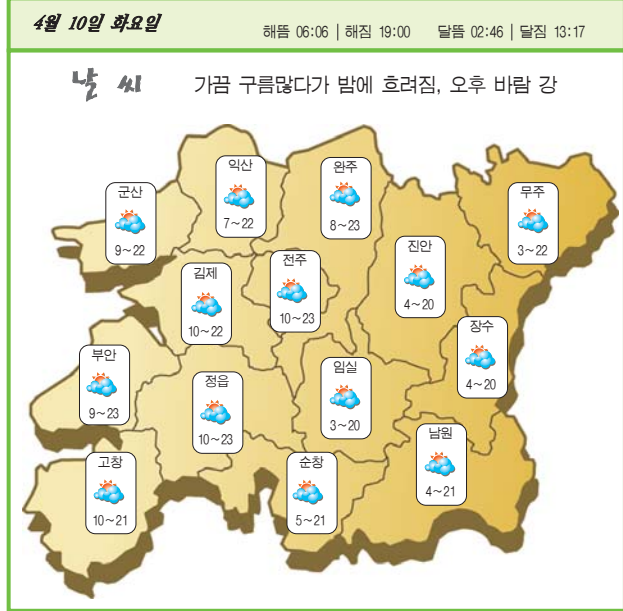 4월 10일 화요일
해뜸 06:06 | 해짐 19:00 달뜸 02:46 | 달짐 13:17
날 씨
가끔 구름많다가 밤에 흐려짐, 오후 바람 강
익산
7~22
완주
8~23
군산
9~22
무주
3~22
진안
4~20
전주
10~23
김제
10~22
장수
4~20
부안
9~23
임실
3~20
정읍
10~23
남원
4~21
고창
10~21
순창
5~21